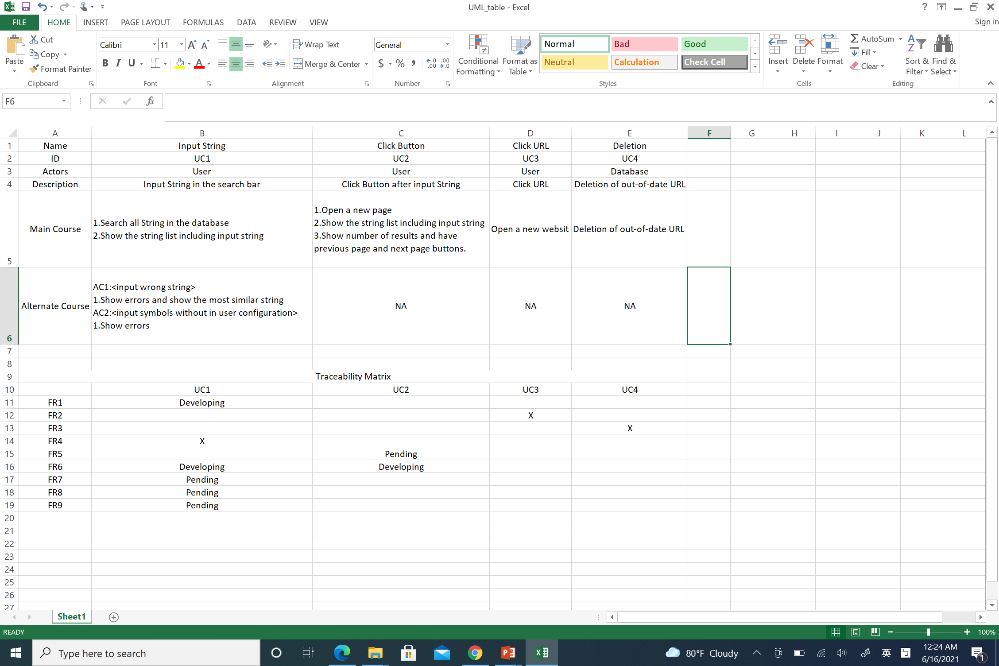 UML_table - Excel
?
Sign in
FILE HOME INSERT PAGE LAYOUT FORMULAS DATA REVIEW VIEW
Paste
Cut
Copy
Format Painter
Clipboard
Calibri 11
B I U
Font
Wrap Text
Merge & Center
Alignment
General
$ % ,
Number
Conditional Formatting
Format as Table
Normal Bad Good
Neutral Calculation Check Cell
Styles
Insert Delete Format
Cells
AutoSum
Fill
Clear
Sort & Filter
Find & Select
Editing
F6
fx
A B C D E F G H I J K L
1 Name Input String Click Button Click URL Deletion
2 ID UC1 UC2 UC3 UC4
3 Actors User User User Database
4 Description Input String in the search bar Click Button after input String Click URL Deletion of out-of-date URL
5 Main Course
1.Search all String in the database
2.Show the string list including input string
1.Open a new page
2.Show the string list including input string
3.Show number of results and have
previous page and next page buttons.
Open a new websit
Deletion of out-of-date URL
6 Alternate Course
AC1:<input wrong string>
1.Show errors and show the most similar string
AC2:<input symbols without in user configuration>
1.Show errors
NA NA NA
7
8
9 Traceability Matrix
10 UC1 UC2 UC3 UC4
11 FR1 Developing
12 FR2 X
13 FR3 X
14 FR4 X
15 FR5 Pending
16 FR6 Developing Developing
17 FR7 Pending
18 FR8 Pending
19 FR9 Pending
20
21
22
23
24
25
26
27
Sheet1
READY
100%
Type here to search
80°F Cloudy
英
ㄅ
12:24 AM
6/16/2021
1